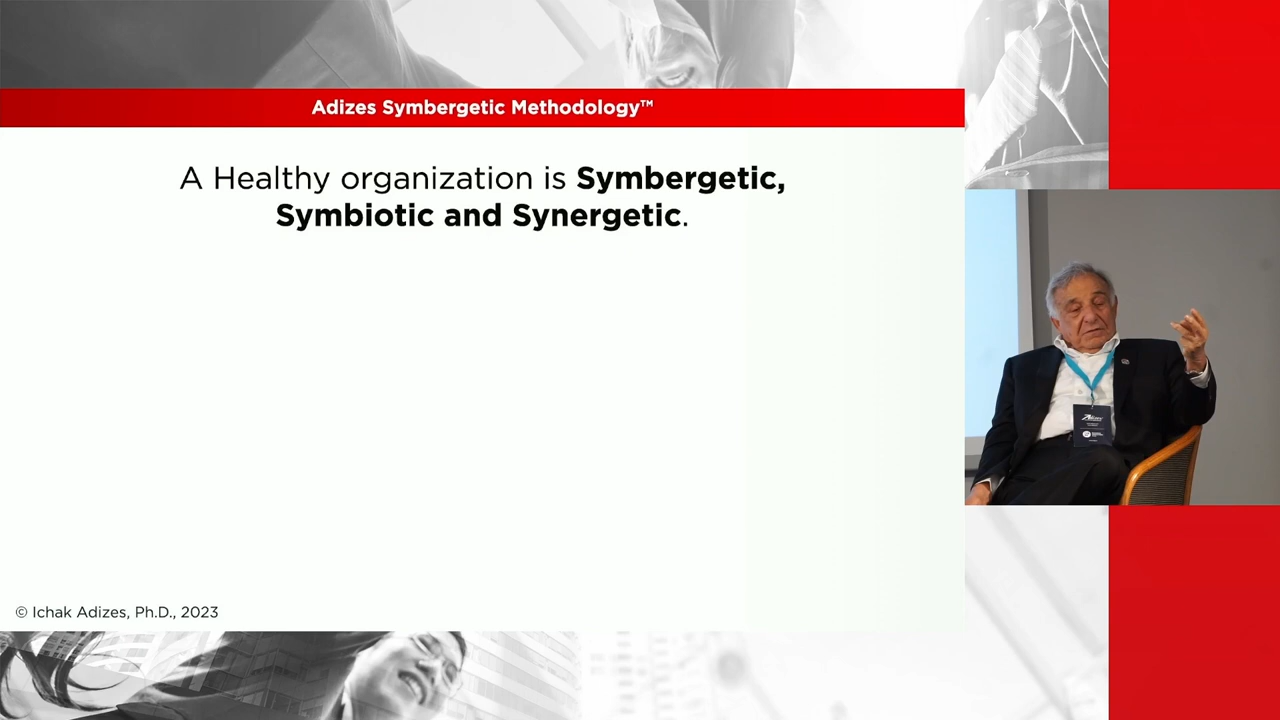 Adizes Symbergetic Methodology™
A Healthy organization is Symbergetic,
Symbiotic and Synergetic.
© Ichak Adizes, Ph.D., 2023